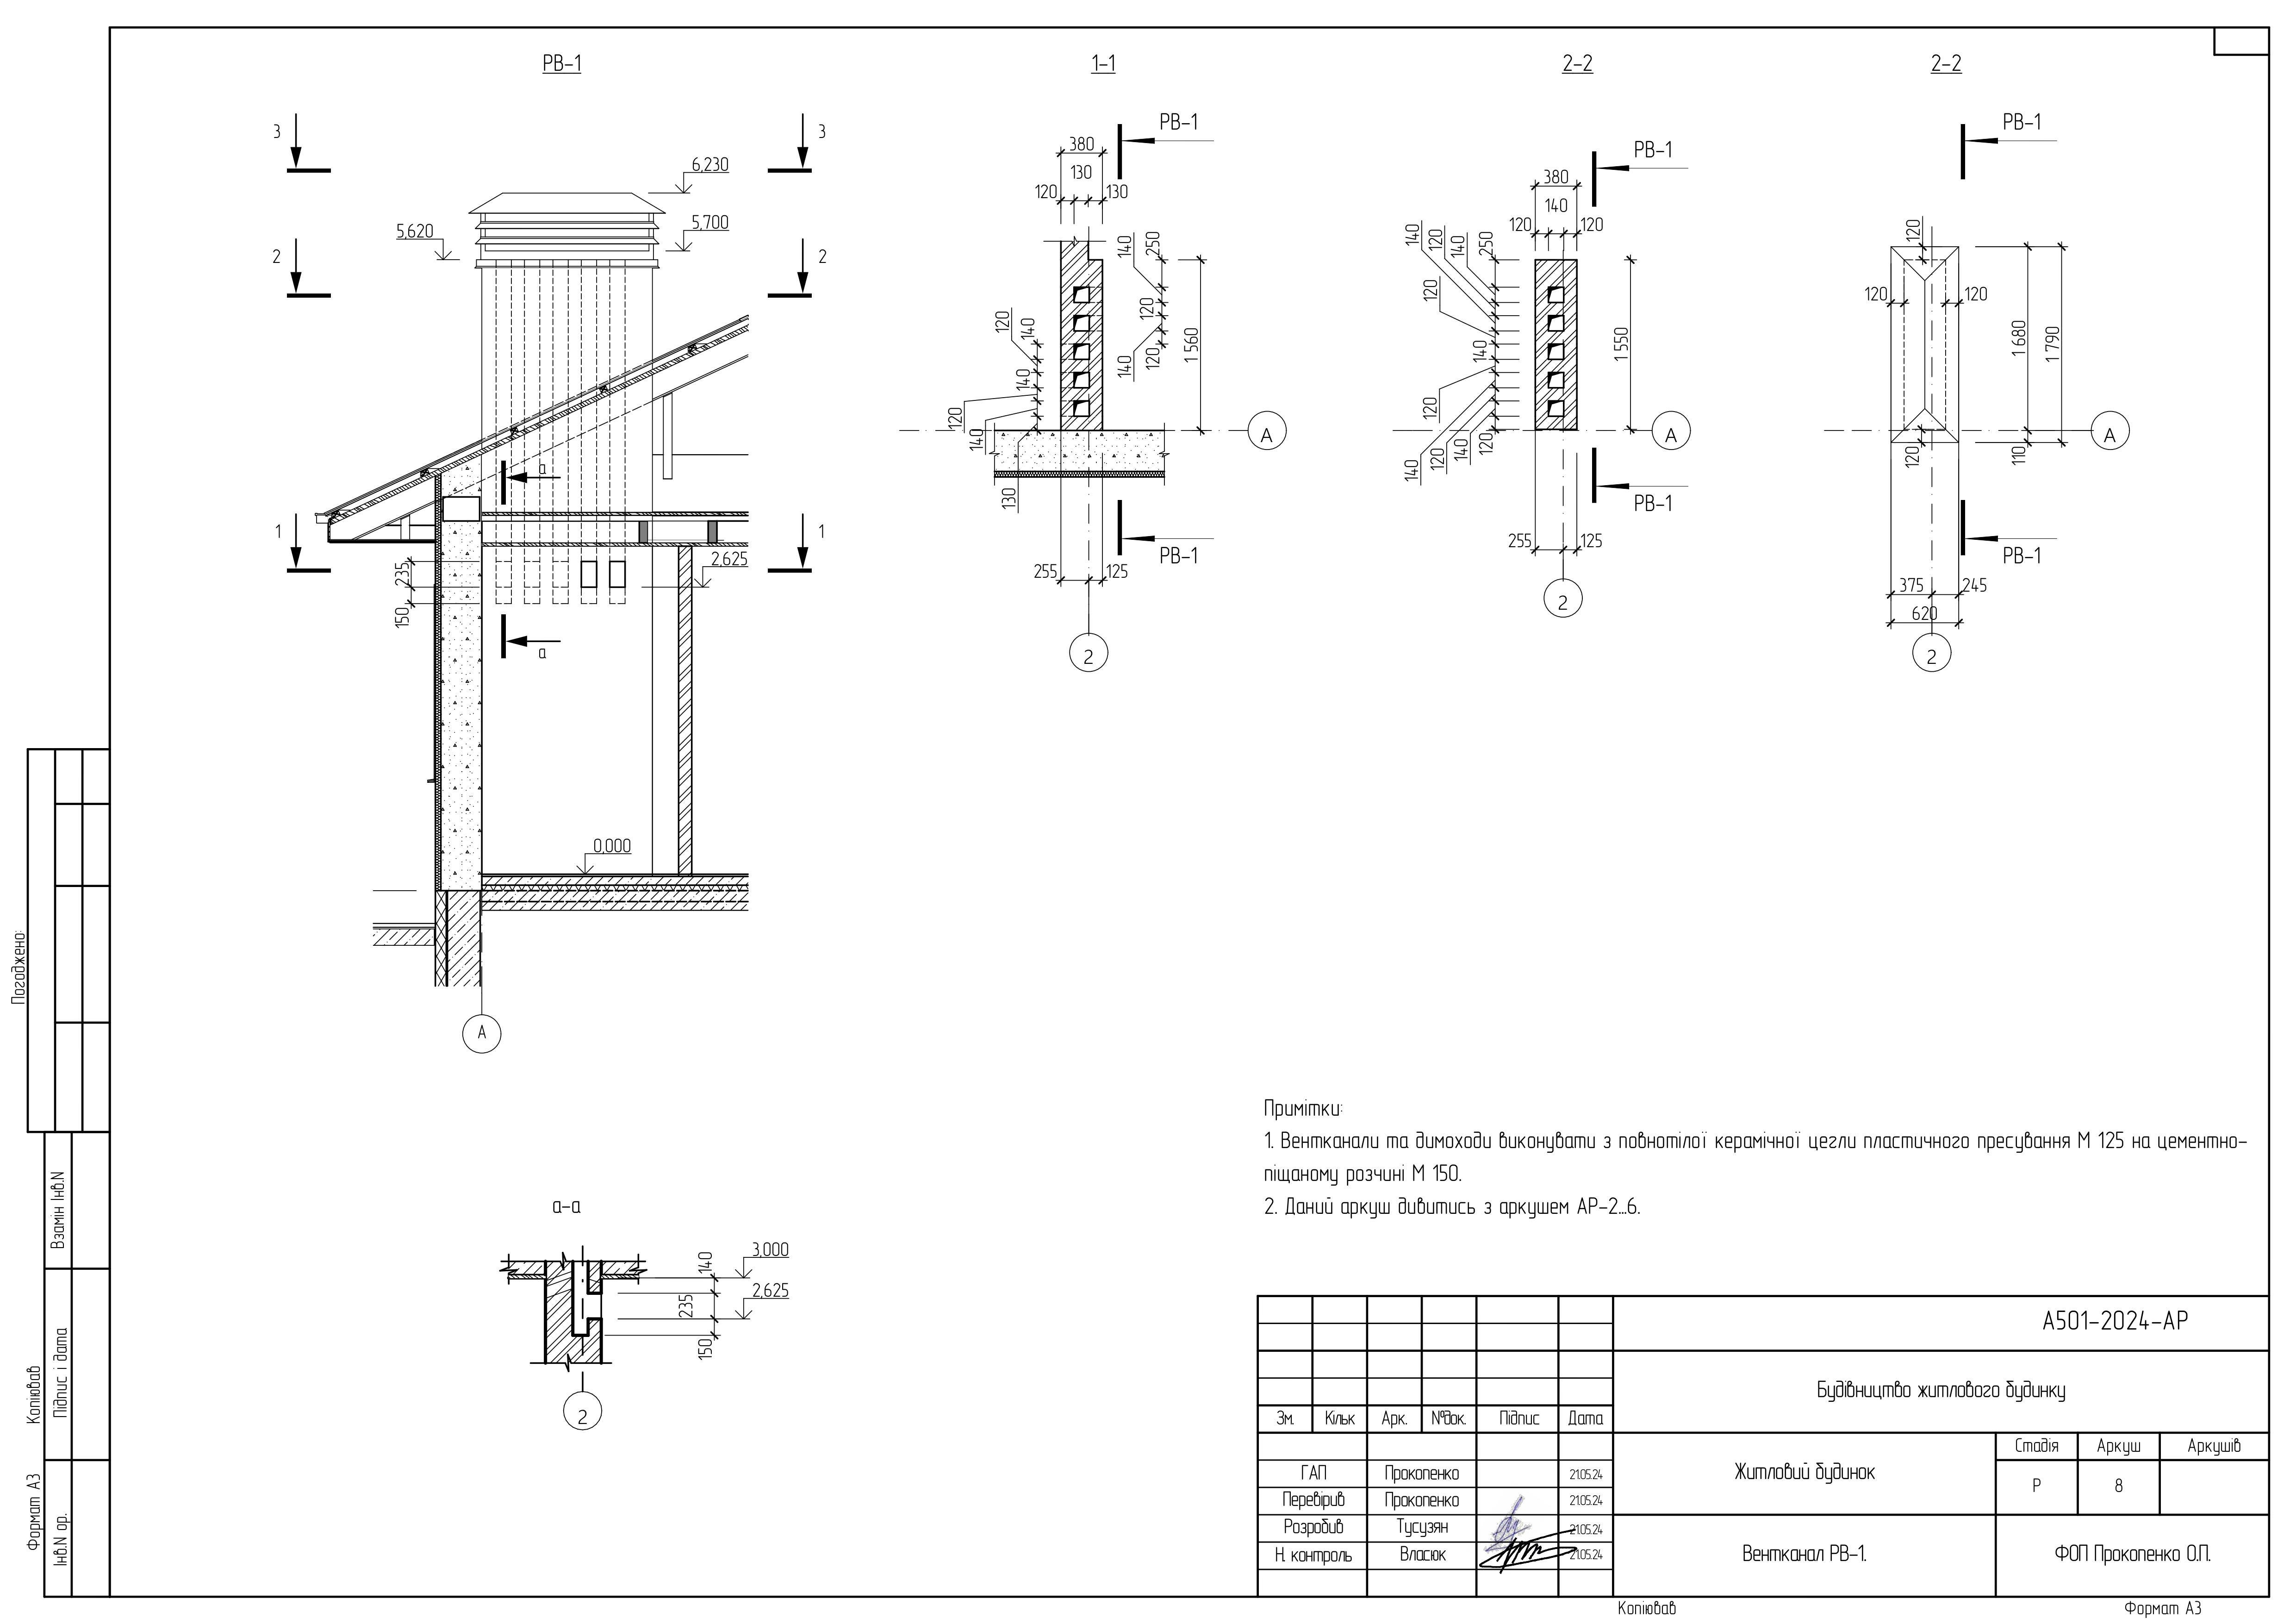 РВ-1
1-1
2-2
2-2
3
3
6,230
5,700
5,620
2
2
а
1
1
235
150
2,625
а
0,000
А
РВ-1
380
130
120
130
140
250
120
140
120
140
120
1 560
140
120
140
130
А
РВ-1
255
125
2
РВ-1
380
140
120
120
140
120
140
250
120
140
1 550
120
140
120
140
120
А
РВ-1
255
125
2
РВ-1
120
120
120
1 680
1 790
120
110
А
РВ-1
375
245
620
2
Примітки:
1. Вентканали та димоходи виконувати з повнотілої керамічної цегли пластичного пресування М 125 на цементно-
піщаному розчині М 150.
2. Даний аркуш дивитись з аркушем АР-2...6.
а-а
140
3,000
235
2,625
150
2
Погоджено:
Взамін Інв.N
Підпис і дата
Інв.N ор.
Копіював
Формат А3
А501-2024-АР
Будівництво житлового будинку
Зм. Кільк Арк. №док. Підпис Дата
Житловий будинок
Стадія Аркуш Аркушів
Р 8
ГАП Прокопенко 21.05.24
Перевірив Прокопенко 21.05.24
Розробив Тусузян 21.05.24
Н. контроль Власюк 21.05.24
Вентканал РВ-1.
ФОП Прокопенко О.П.
Копіював
Формат А3